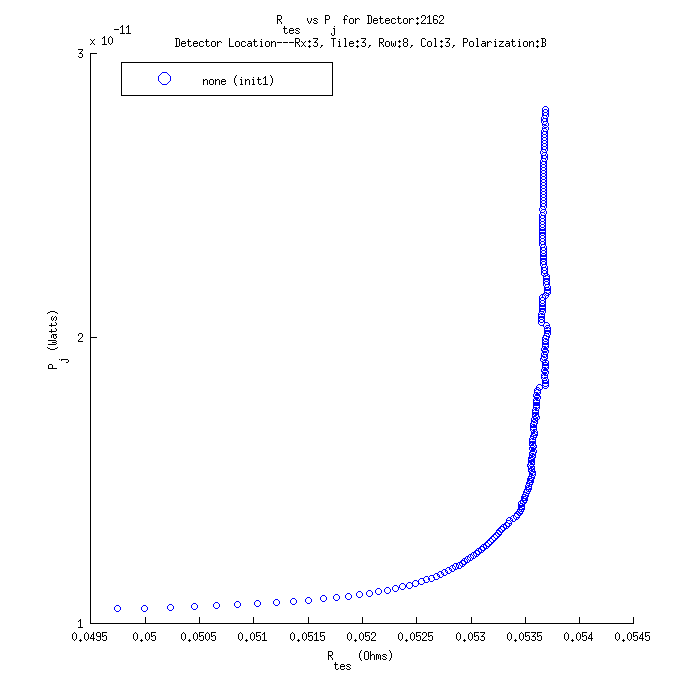 R_tes vs P_j for Detector:2162
Detector Location---Rx:3, Tile:3, Row:8, Col:3, Polarization:B
x 10^-11
none (init1)
3
2
1
P_j (Watts)
0.0495 0.05 0.0505 0.051 0.0515 0.052 0.0525 0.053 0.0535 0.054 0.0545
R_tes (Ohms)